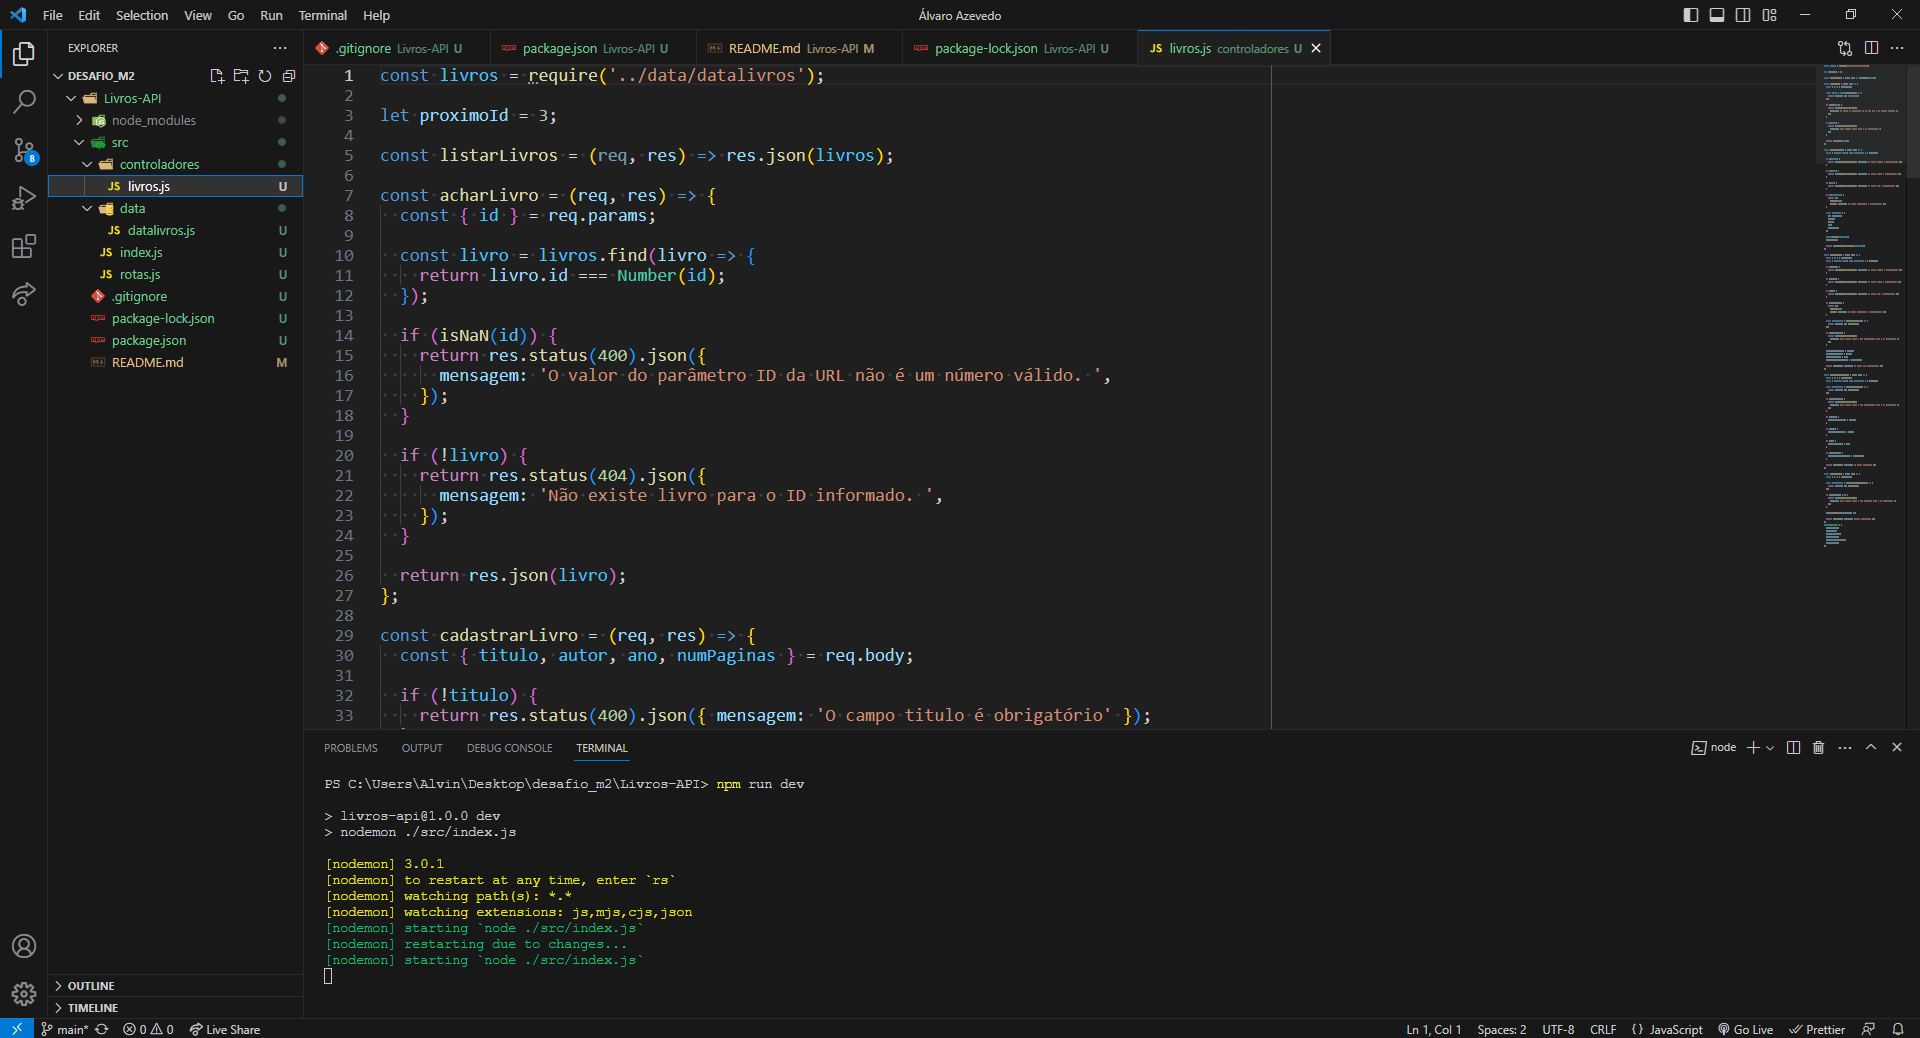 File Edit Selection View Go Run Terminal Help
Álvaro Azevedo
EXPLORER
DESAFIO_M2
Livros-API
node_modules
src
controladores
JS livros.js U
data
JS datalivros.js U
JS index.js U
JS rotas.js U
.gitignore U
package-lock.json U
package.json U
README.md M
OUTLINE
TIMELINE
8
.gitignore Livros-API U
package.json Livros-API U
README.md Livros-API M
package-lock.json Livros-API U
JS livros.js controladores U
1 const livros = require('../data/datalivros');
2
3 let proximoId = 3;
4
5 const listarLivros = (req, res) => res.json(livros);
6
7 const acharLivro = (req, res) => {
8 const { id } = req.params;
9
10 const livro = livros.find(livro => {
11 return livro.id === Number(id);
12 });
13
14 if (isNaN(id)) {
15 return res.status(400).json({
16 mensagem: 'O valor do parâmetro ID da URL não é um número válido. ',
17 });
18 }
19
20 if (!livro) {
21 return res.status(404).json({
22 mensagem: 'Não existe livro para o ID informado. ',
23 });
24 }
25
26 return res.json(livro);
27 };
28
29 const cadastrarLivro = (req, res) => {
30 const { titulo, autor, ano, numPaginas } = req.body;
31
32 if (!titulo) {
33 return res.status(400).json({ mensagem: 'O campo titulo é obrigatório' });
PROBLEMS OUTPUT DEBUG CONSOLE TERMINAL
node
PS C:\Users\Alvin\Desktop\desafio_m2\Livros-API> npm run dev
> livros-api@1.0.0 dev
> nodemon ./src/index.js
[nodemon] 3.0.1
[nodemon] to restart at any time, enter `rs`
[nodemon] watching path(s): *.*
[nodemon] watching extensions: js,mjs,cjs,json
[nodemon] starting `node ./src/index.js`
[nodemon] restarting due to changes...
[nodemon] starting `node ./src/index.js`
main* 0 0 Live Share
Ln 1, Col 1 Spaces: 2 UTF-8 CRLF {} JavaScript Go Live Prettier